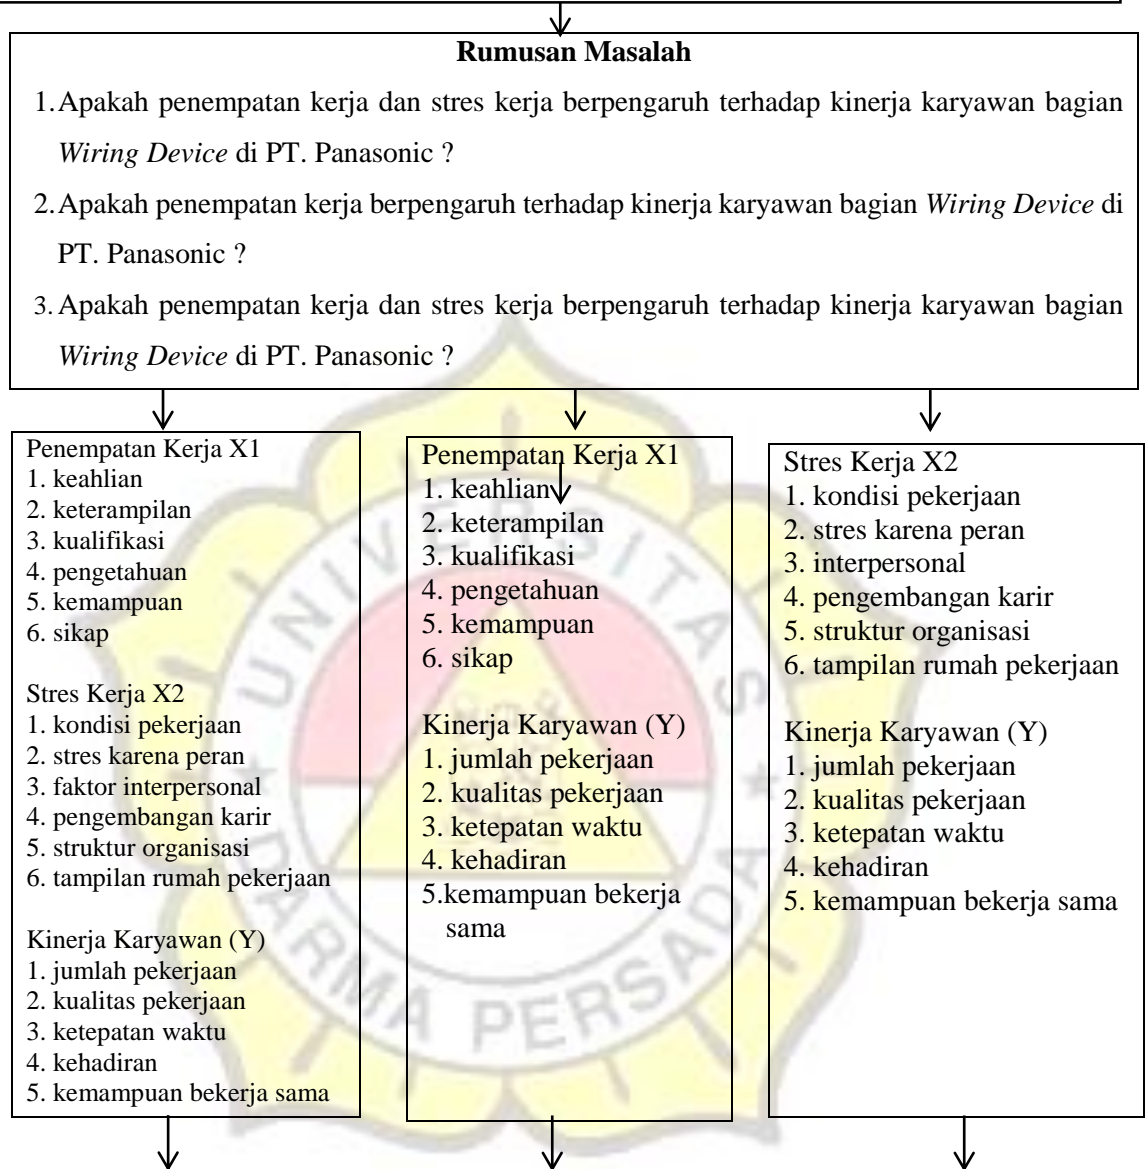 Rumusan Masalah
1. Apakah penempatan kerja dan stres kerja berpengaruh terhadap kinerja karyawan bagian
Wiring Device di PT. Panasonic ?
2. Apakah penempatan kerja berpengaruh terhadap kinerja karyawan bagian Wiring Device di
PT. Panasonic ?
3. Apakah penempatan kerja dan stres kerja berpengaruh terhadap kinerja karyawan bagian
Wiring Device di PT. Panasonic ?
Penempatan Kerja X1
1. keahlian
2. keterampilan
3. kualifikasi
4. pengetahuan
5. kemampuan
6. sikap
Stres Kerja X2
1. kondisi pekerjaan
2. stres karena peran
3. faktor interpersonal
4. pengembangan karir
5. struktur organisasi
6. tampilan rumah pekerjaan
Kinerja Karyawan (Y)
1. jumlah pekerjaan
2. kualitas pekerjaan
3. ketepatan waktu
4. kehadiran
5. kemampuan bekerja sama
Penempatan Kerja X1
1. keahlian
2. keterampilan
3. kualifikasi
4. pengetahuan
5. kemampuan
6. sikap
Kinerja Karyawan (Y)
1. jumlah pekerjaan
2. kualitas pekerjaan
3. ketepatan waktu
4. kehadiran
5.kemampuan bekerja
sama
Stres Kerja X2
1. kondisi pekerjaan
2. stres karena peran
3. interpersonal
4. pengembangan karir
5. struktur organisasi
6. tampilan rumah pekerjaan
Kinerja Karyawan (Y)
1. jumlah pekerjaan
2. kualitas pekerjaan
3. ketepatan waktu
4. kehadiran
5. kemampuan bekerja sama
UNIVERSITAS
DARMA PERSADA